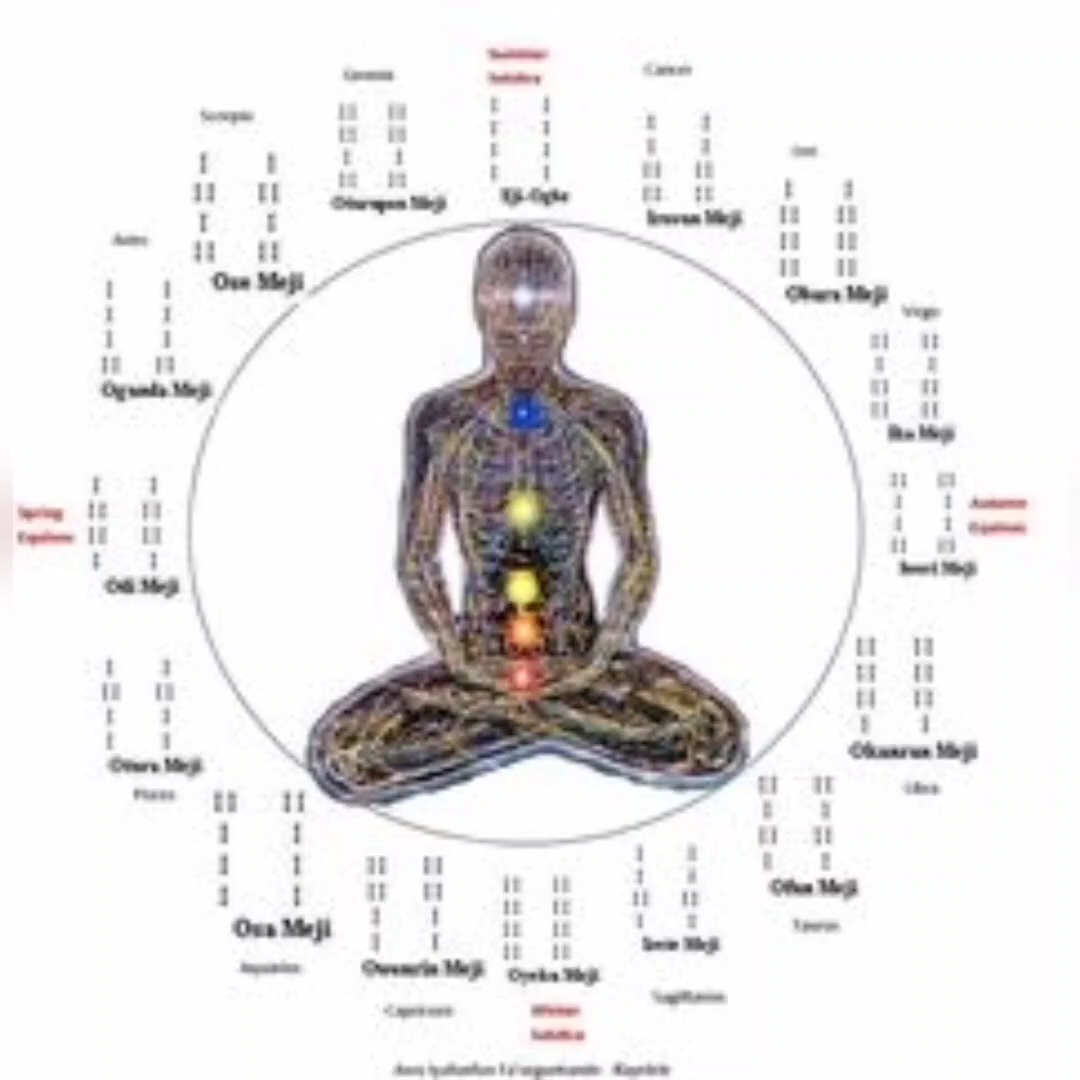 Summer
Solstice
Gemini
Cancer
Scorpio
Oturupon Meji
Eji-Ogbe
Irosun Meji
Aries
Ose Meji
Obara Meji
Virgo
Ogunda Meji
Ika Meji
Spring
Equinox
Autumn
Equinox
Odi Meji
Iwori Meji
Otura Meji
Pisces
Okanran Meji
Libra
Osa Meji
Ofun Meji
Aquarius
Owonrin Meji
Oyeku Meji
Irete Meji
Taurus
Capricorn
Sagittarius
Winter
Solstice